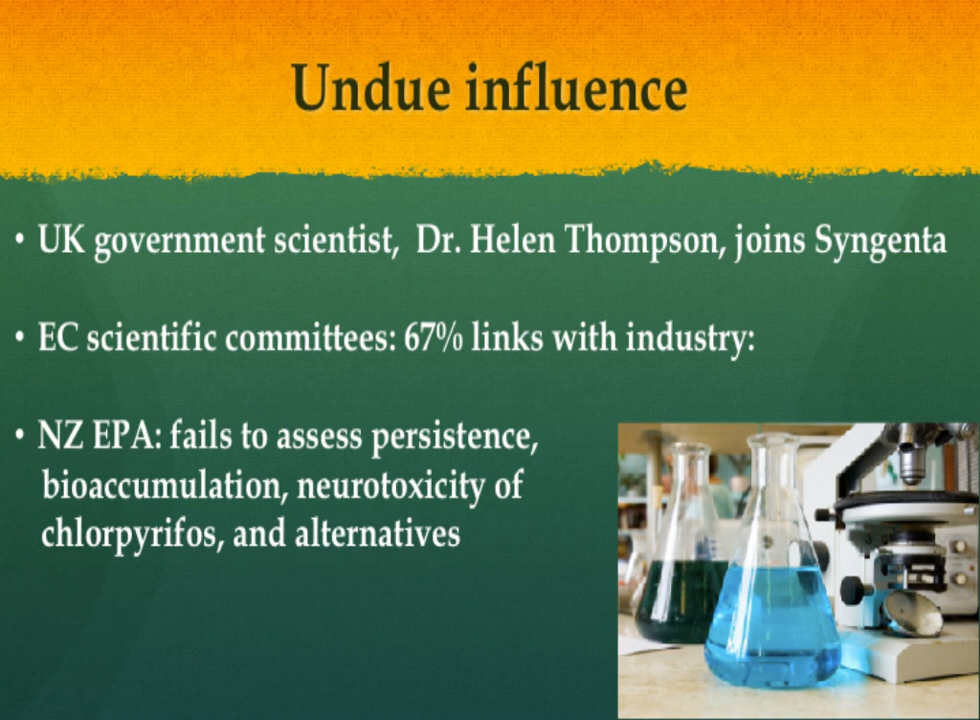 Undue influence
• UK government scientist, Dr. Helen Thompson, joins Syngenta
• EC scientific committees: 67% links with industry:
• NZ EPA: fails to assess persistence,
bioaccumulation, neurotoxicity of
chlorpyrifos, and alternatives